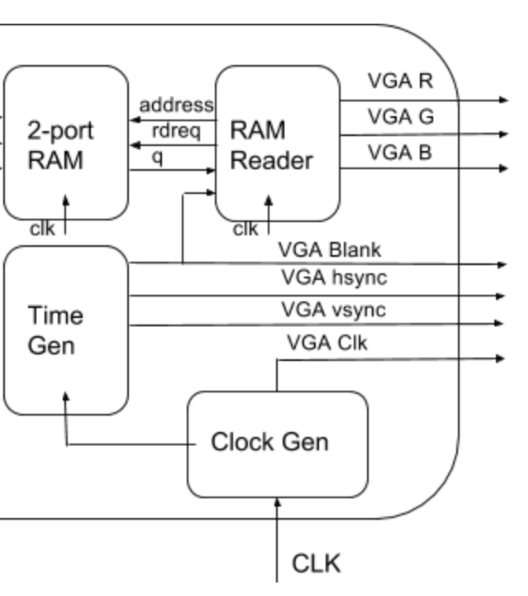 VGA R
address
VGA G
2-port
RAM
rdreq
RAM
Reader
q
VGA B
clk
clk
VGA Blank
VGA hsync
Time
Gen
VGA vsync
VGA Clk
Clock Gen
CLK